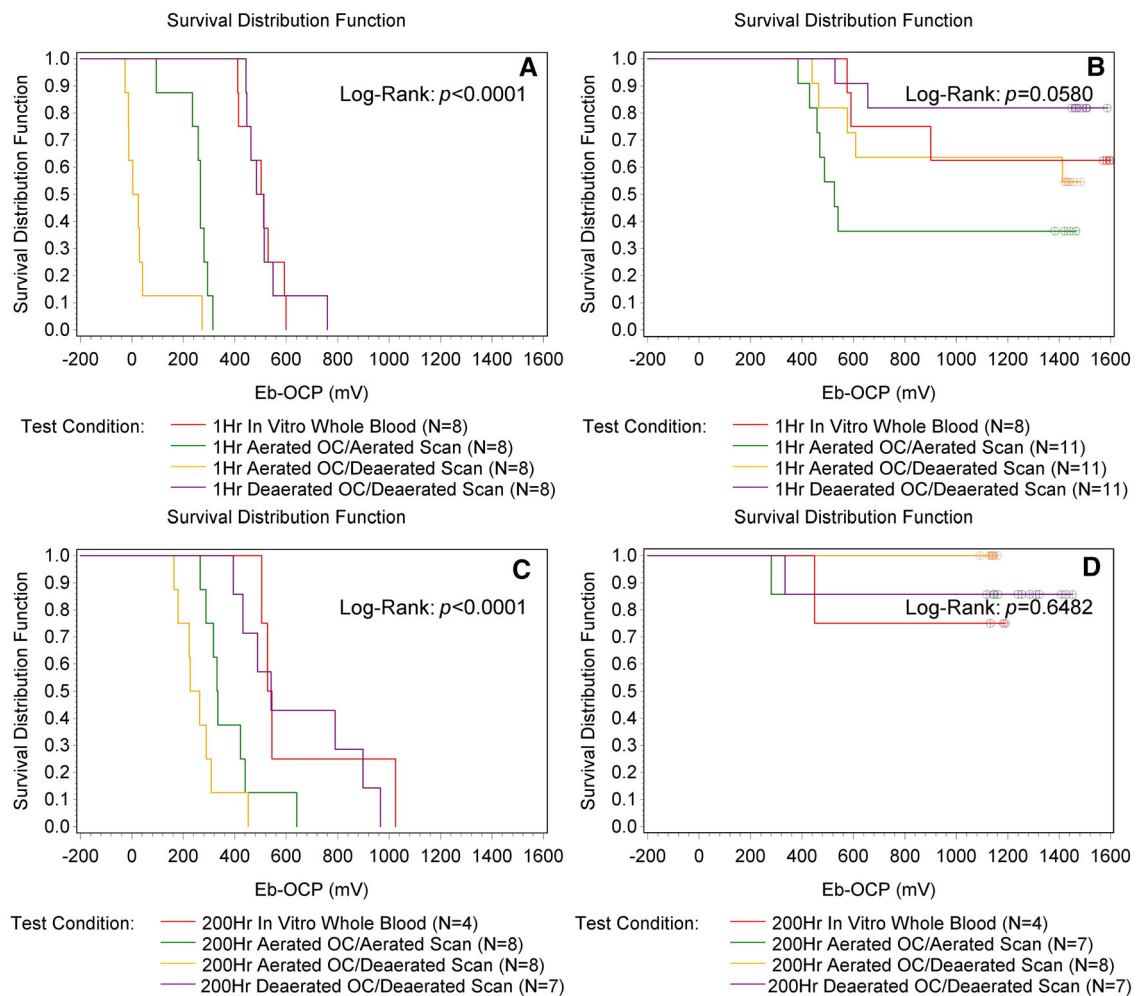 Survival Distribution Function
A
Log-Rank: p<0.0001
Survival Distribution Function
1.0
0.9
0.8
0.7
0.6
0.5
0.4
0.3
0.2
0.1
0.0
-200 0 200 400 600 800 1000 1200 1400 1600
Eb-OCP (mV)
Test Condition:
1Hr In Vitro Whole Blood (N=8)
1Hr Aerated OC/Aerated Scan (N=8)
1Hr Aerated OC/Deaerated Scan (N=8)
1Hr Deaerated OC/Deaerated Scan (N=8)
Survival Distribution Function
B
Log-Rank: p=0.0580
Survival Distribution Function
1.0
0.9
0.8
0.7
0.6
0.5
0.4
0.3
0.2
0.1
0.0
-200 0 200 400 600 800 1000 1200 1400 1600
Eb-OCP (mV)
Test Condition:
1Hr In Vitro Whole Blood (N=8)
1Hr Aerated OC/Aerated Scan (N=11)
1Hr Aerated OC/Deaerated Scan (N=11)
1Hr Deaerated OC/Deaerated Scan (N=11)
Survival Distribution Function
C
Log-Rank: p<0.0001
Survival Distribution Function
1.0
0.9
0.8
0.7
0.6
0.5
0.4
0.3
0.2
0.1
0.0
-200 0 200 400 600 800 1000 1200 1400 1600
Eb-OCP (mV)
Test Condition:
200Hr In Vitro Whole Blood (N=4)
200Hr Aerated OC/Aerated Scan (N=8)
200Hr Aerated OC/Deaerated Scan (N=8)
200Hr Deaerated OC/Deaerated Scan (N=7)
Survival Distribution Function
D
Log-Rank: p=0.6482
Survival Distribution Function
1.0
0.9
0.8
0.7
0.6
0.5
0.4
0.3
0.2
0.1
0.0
-200 0 200 400 600 800 1000 1200 1400 1600
Eb-OCP (mV)
Test Condition:
200Hr In Vitro Whole Blood (N=4)
200Hr Aerated OC/Aerated Scan (N=7)
200Hr Aerated OC/Deaerated Scan (N=8)
200Hr Deaerated OC/Deaerated Scan (N=7)